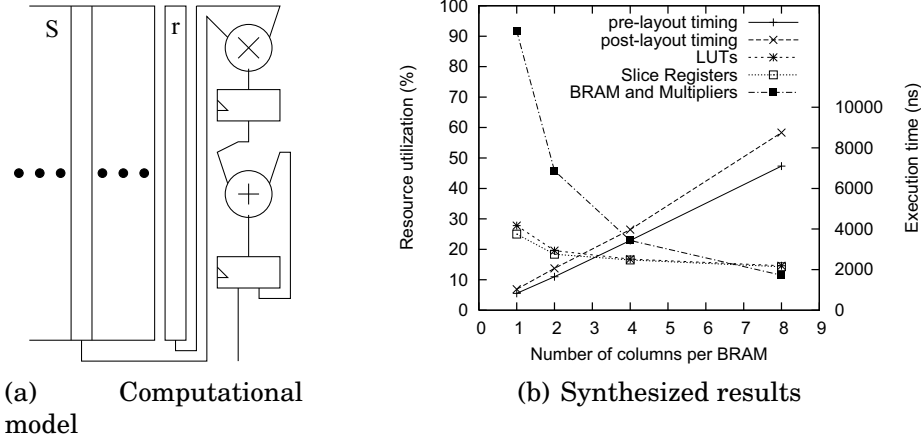 S
r
100
90
80
70
60
50
40
30
20
10
0
Resource utilization (%)
pre-layout timing
post-layout timing
LUTs
Slice Registers
BRAM and Multipliers
10000
8000
6000
4000
2000
0
Execution time (ns)
0 1 2 3 4 5 6 7 8 9
Number of columns per BRAM
(a) Computational
model
(b) Synthesized results